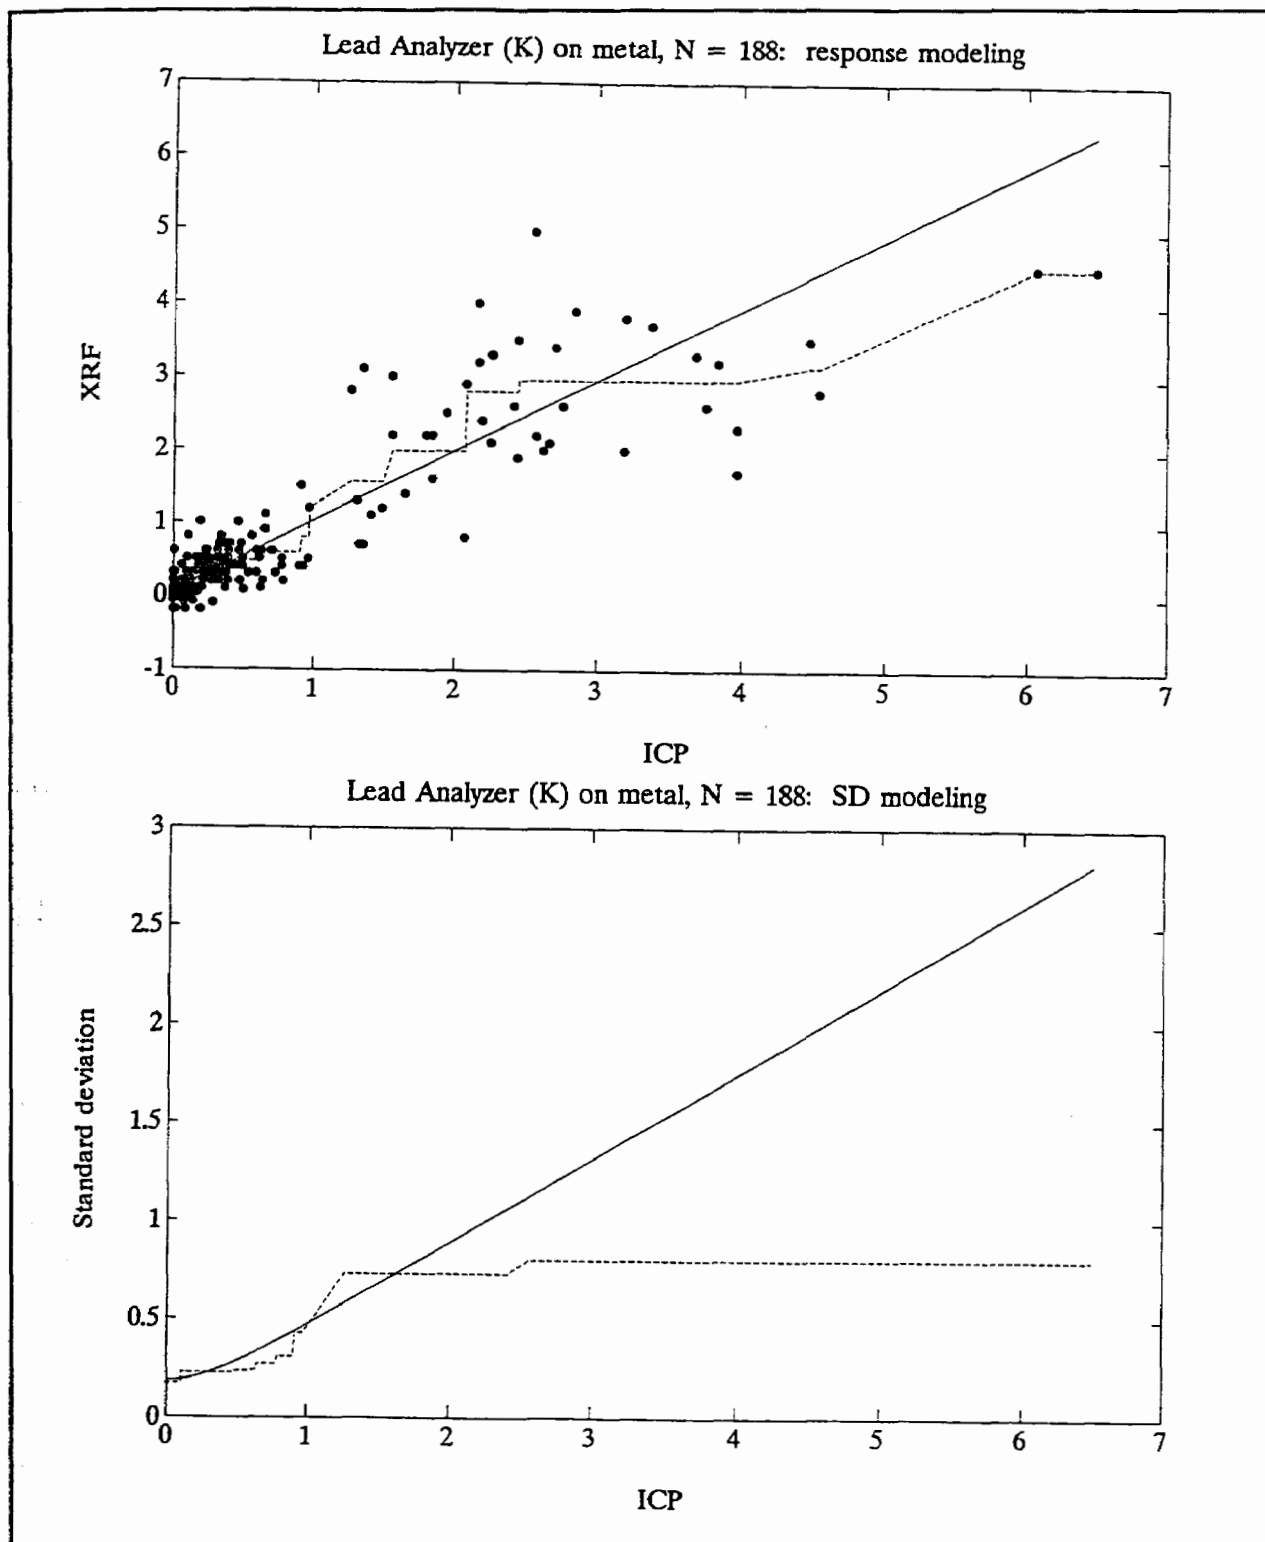 Lead Analyzer (K) on metal, N = 188: response modeling
7
6
5
4
3
2
1
0
-1
XRF
0 1 2 3 4 5 6 7
ICP
Lead Analyzer (K) on metal, N = 188: SD modeling
3
2.5
2
1.5
1
0.5
0
Standard deviation
0 1 2 3 4 5 6 7
ICP